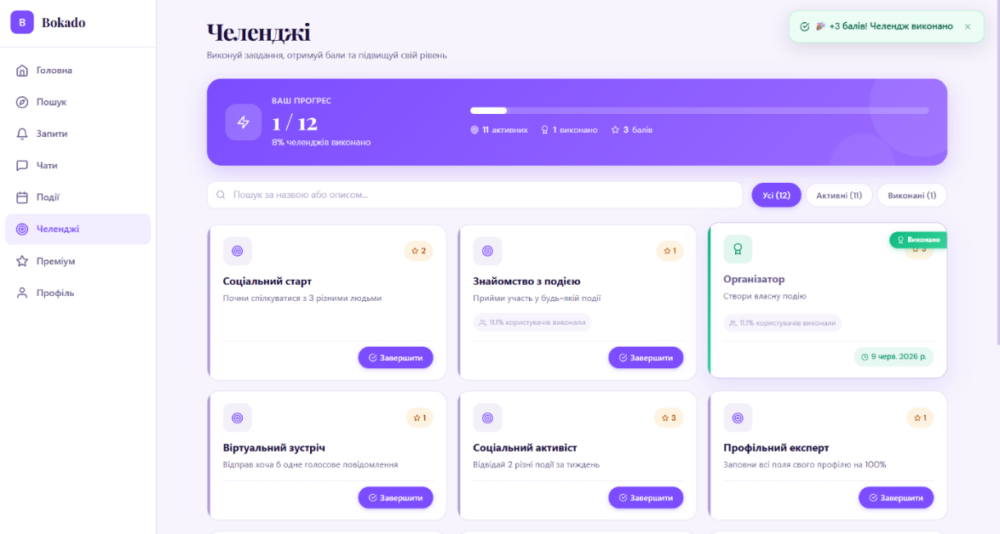 B Bokado
Головна
Пошук
Запити
Чати
Події
Челенджі
Преміум
Профіль
Челенджі
Виконуй завдання, отримуй бали та підвищуй свій рівень
🎉 +3 балів! Челендж виконано
ВАШ ПРОГРЕС
1 / 12
8% челенджів виконано
11 активних 1 виконано 3 балів
Пошук за назвою або описом...
Усі (12) Активні (11) Виконані (1)
2
Соціальний старт
Почни спілкуватися з 3 різними людьми
Завершити
1
Знайомство з подією
Прийми участь у будь-якій події
11.1% користувачів виконали
Завершити
Виконано
3
Організатор
Створи власну подію
11.1% користувачів виконали
9 черв. 2026 р.
1
Віртуальний зустріч
Відправ хоча б одне голосове повідомлення
Завершити
3
Соціальний активіст
Відвідай 2 різні події за тиждень
Завершити
1
Профільний експерт
Заповни всі поля свого профілю на 100%
Завершити